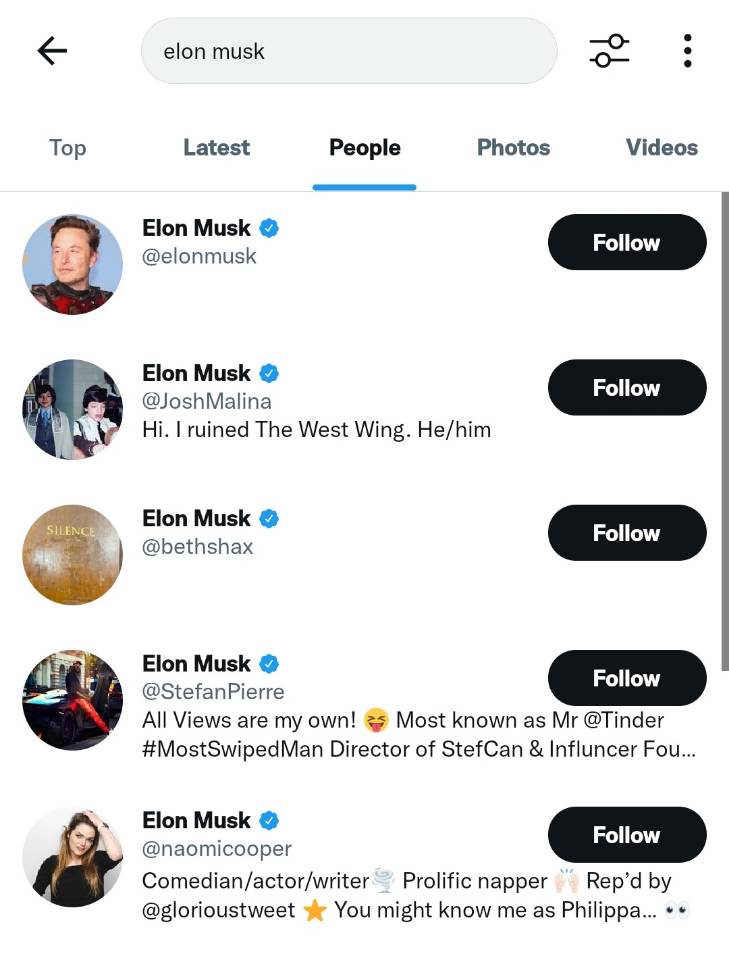 elon musk
Top Latest People Photos Videos
Elon Musk
@elonmusk
Follow
Elon Musk
@JoshMalina
Follow
Hi. I ruined The West Wing. He/him
SILENCE
Elon Musk
@bethshax
Follow
Elon Musk
@StefanPierre
Follow
All Views are my own! 😝 Most known as Mr @Tinder
#MostSwipedMan Director of StefCan & Influncer Fou...
Elon Musk
@naomicooper
Follow
Comedian/actor/writer🌪️ Prolific napper 🙌🏻 Rep’d by
@glorioustweet ⭐ You might know me as Philippa... 👀